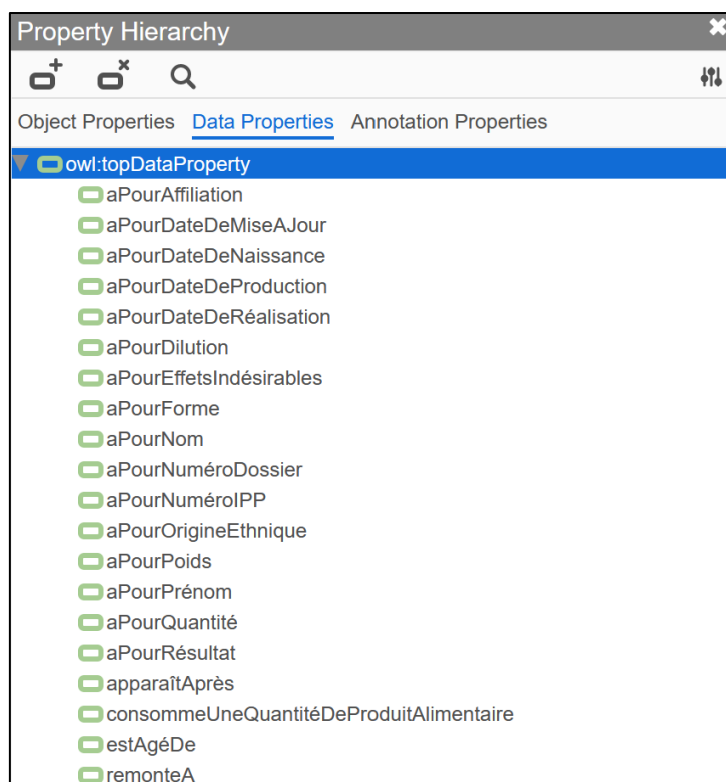 Property Hierarchy
Object Properties Data Properties Annotation Properties
owl:topDataProperty
aPourAffiliation
aPourDateDeMiseAJour
aPourDateDeNaissance
aPourDateDeProduction
aPourDateDeRéalisation
aPourDilution
aPourEffetsIndésirables
aPourForme
aPourNom
aPourNuméroDossier
aPourNuméroIPP
aPourOrigineEthnique
aPourPoids
aPourPrénom
aPourQuantité
aPourRésultat
apparaîtAprès
consommeUneQuantitéDeProduitAlimentaire
estAgéDe
remonteA